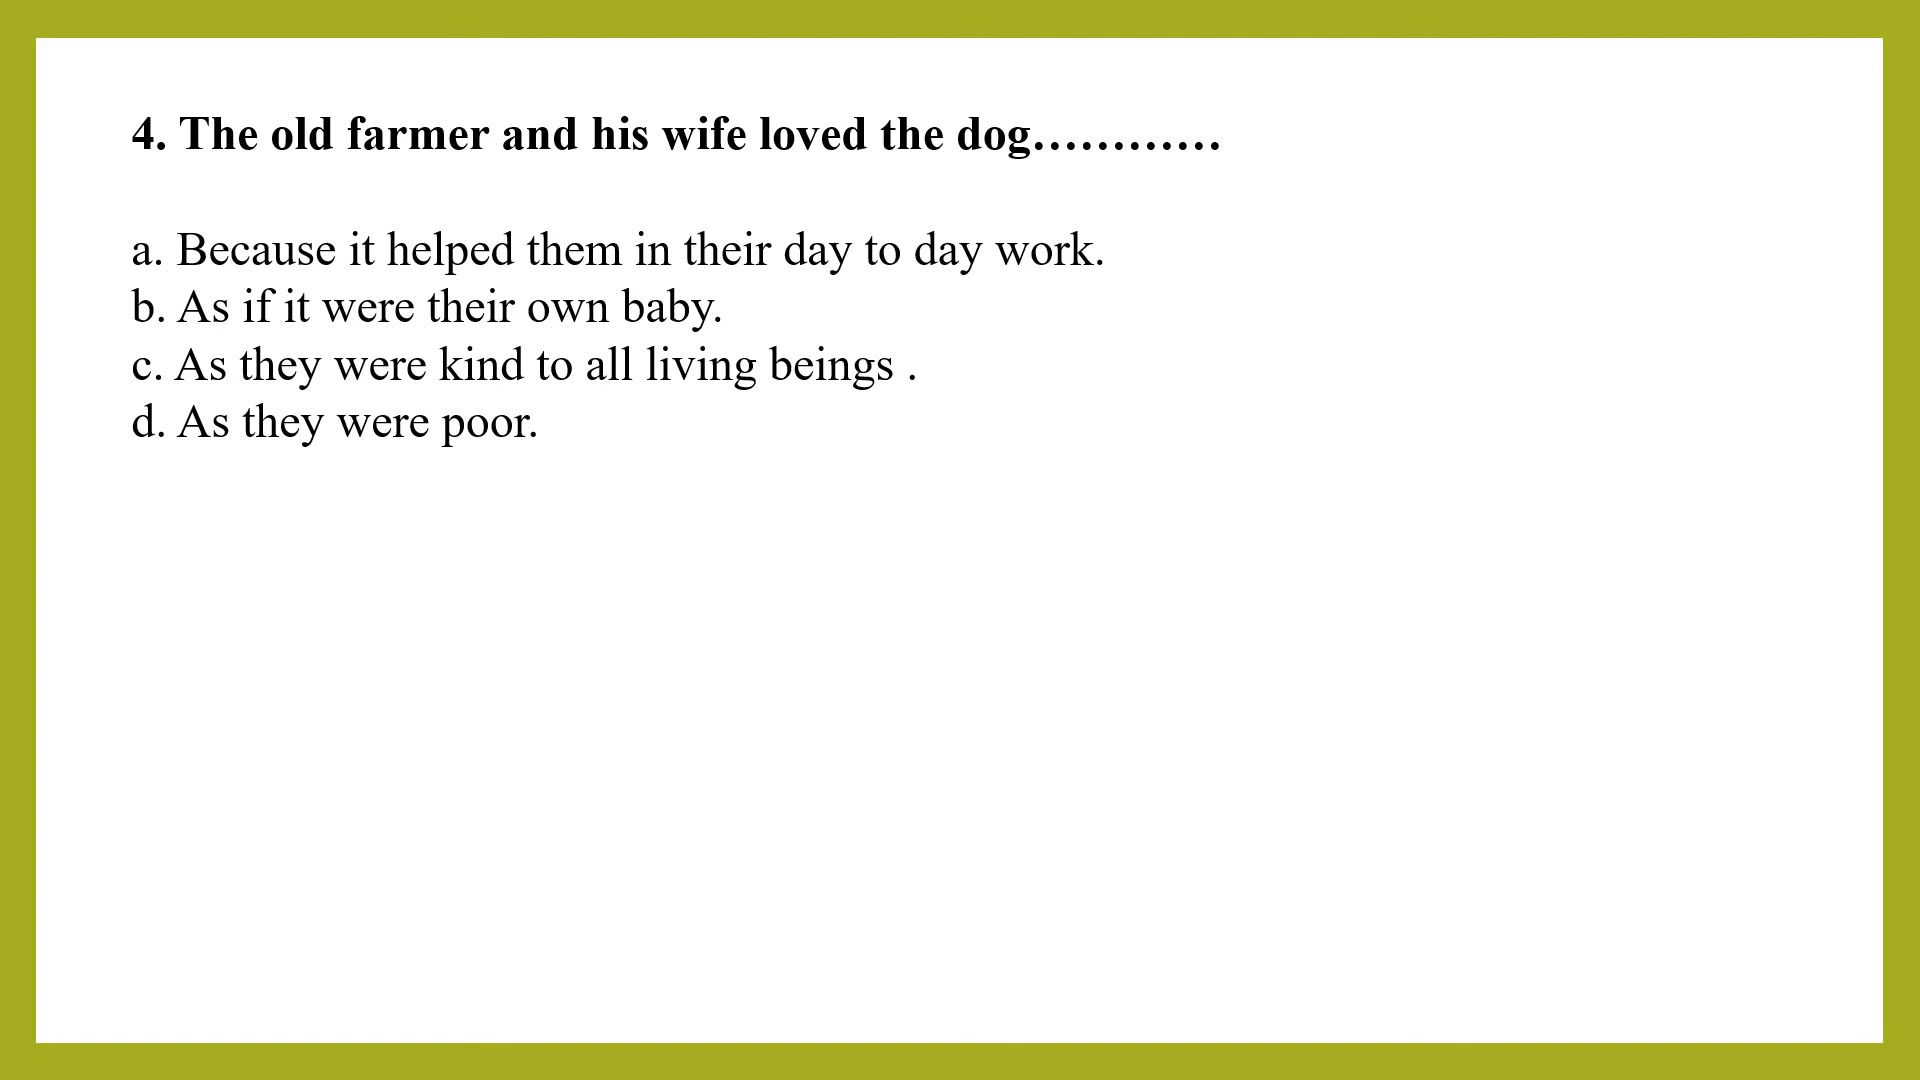 4. The old farmer and his wife loved the dog…………
a. Because it helped them in their day to day work.
b. As if it were their own baby.
c. As they were kind to all living beings .
d. As they were poor.